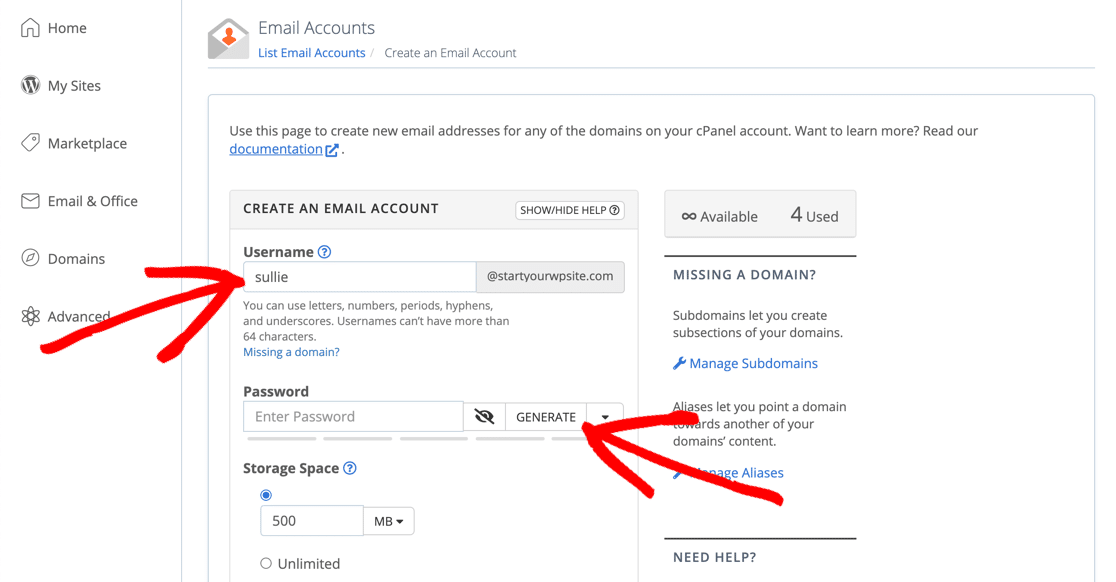 Home
My Sites
Marketplace
Email & Office
Domains
Advanced
Email Accounts
List Email Accounts / Create an Email Account
Use this page to create new email addresses for any of the domains on your cPanel account. Want to learn more? Read our
documentation .
CREATE AN EMAIL ACCOUNT
SHOW/HIDE HELP
Username
sullie
@startyourwpsite.com
You can use letters, numbers, periods, hyphens,
and underscores. Usernames can't have more than
64 characters.
Missing a domain?
Password
Enter Password
GENERATE
Storage Space
500
MB
Unlimited
∞ Available
4 Used
MISSING A DOMAIN?
Subdomains let you create
subsections of your domains.
Manage Subdomains
Aliases let you point a domain
towards another of your
domains' content.
Manage Aliases
NEED HELP?